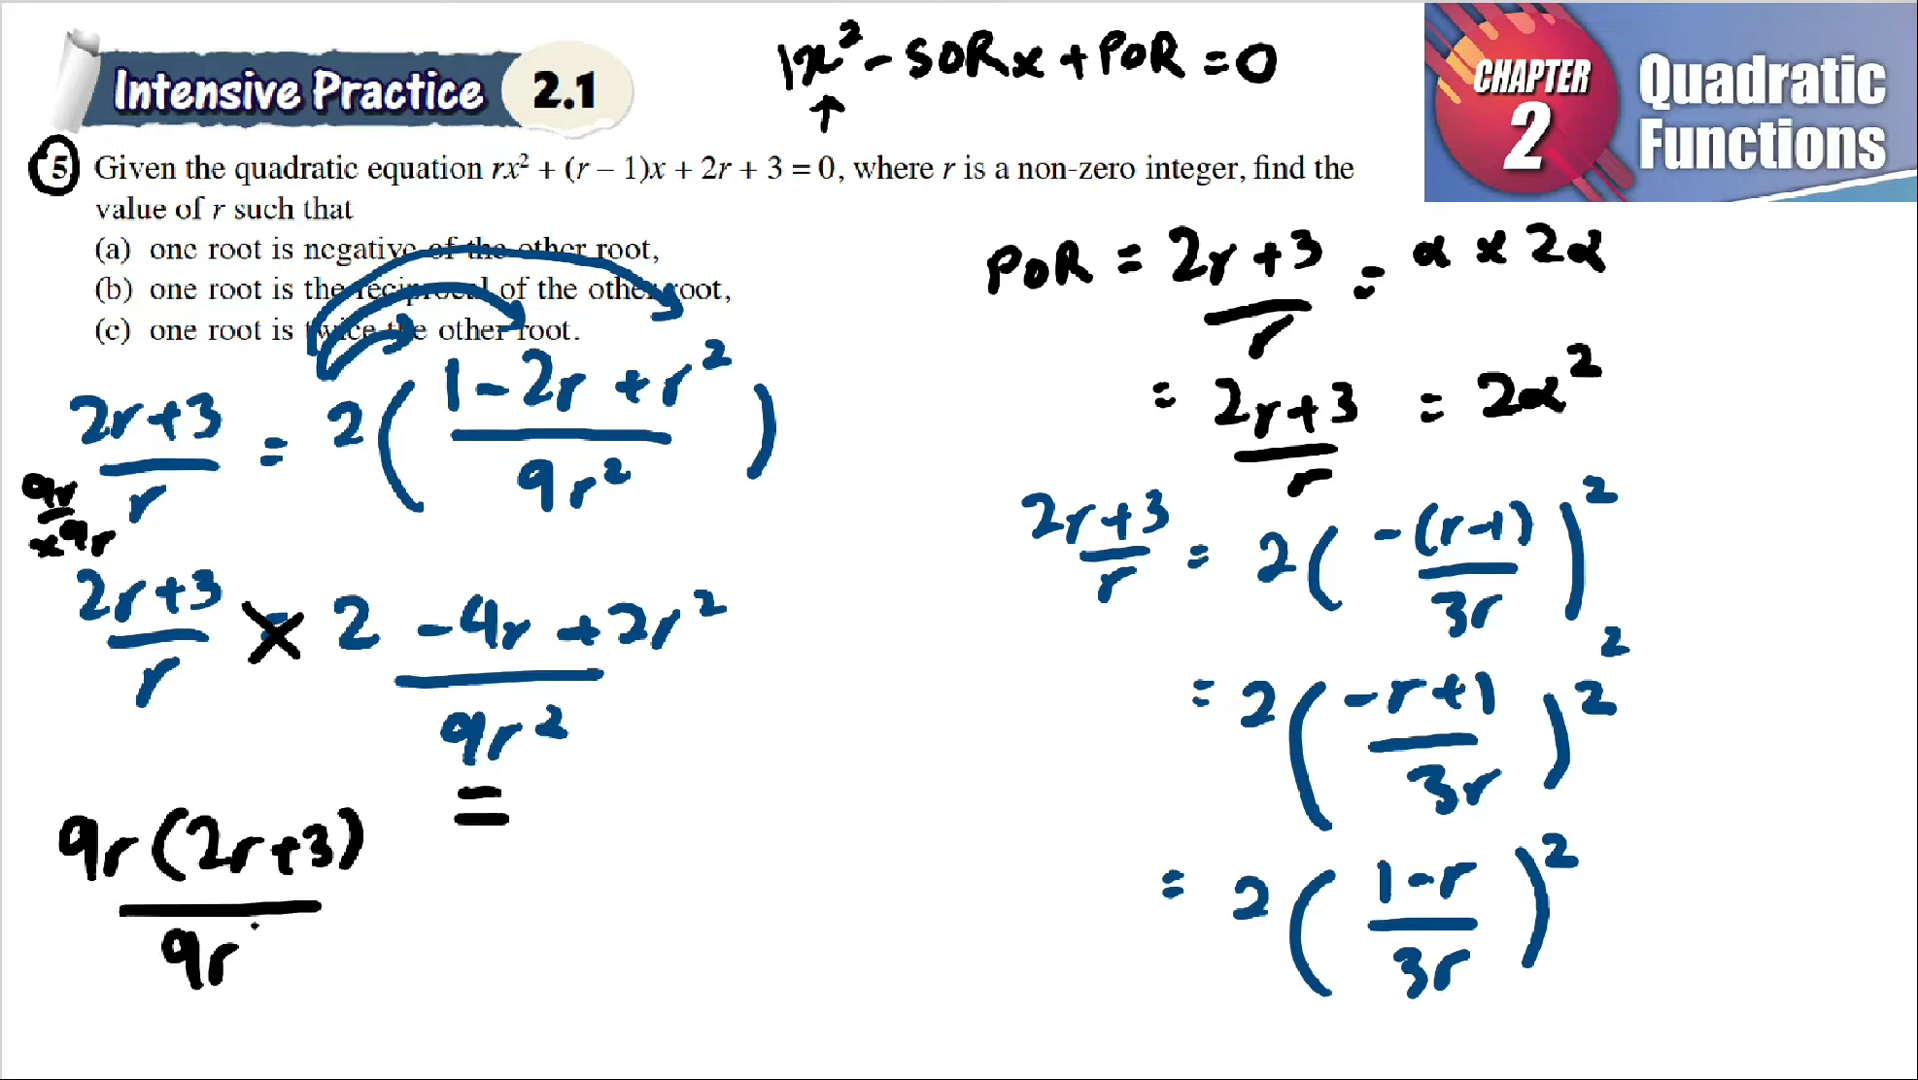 Intensive Practice 2.1
1x² - SORx + POR = 0
CHAPTER 2 Quadratic Functions
5 Given the quadratic equation rx² + (r – 1)x + 2r + 3 = 0, where r is a non-zero integer, find the
value of r such that
(a) one root is negative of the other root,
(b) one root is the reciprocal of the other root,
(c) one root is twice the other root.
(2r+3)/r = 2((1-2r+r²)/(9r²))
9r
×9r
(2r+3)/r = (2-4r+2r²)/(9r²)
=
9r(2r+3)/9r
POR = (2r+3)/r = α × 2α
= (2r+3)/r = 2α²
(2r+3)/r = 2(-(r-1)/3r)²
2
= 2((-r+1)/3r)²
= 2((1-r)/3r)²